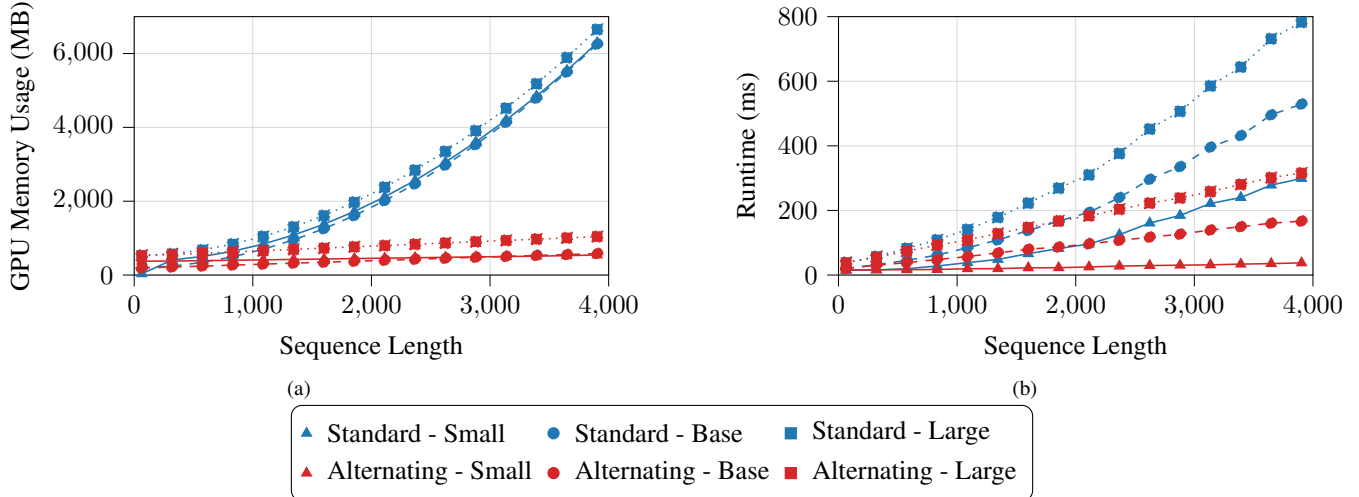 GPU Memory Usage (MB)
6,000
4,000
2,000
0
0 1,000 2,000 3,000 4,000
Sequence Length
(a)
Runtime (ms)
800
600
400
200
0
0 1,000 2,000 3,000 4,000
Sequence Length
(b)
Standard - Small Standard - Base Standard - Large
Alternating - Small Alternating - Base Alternating - Large